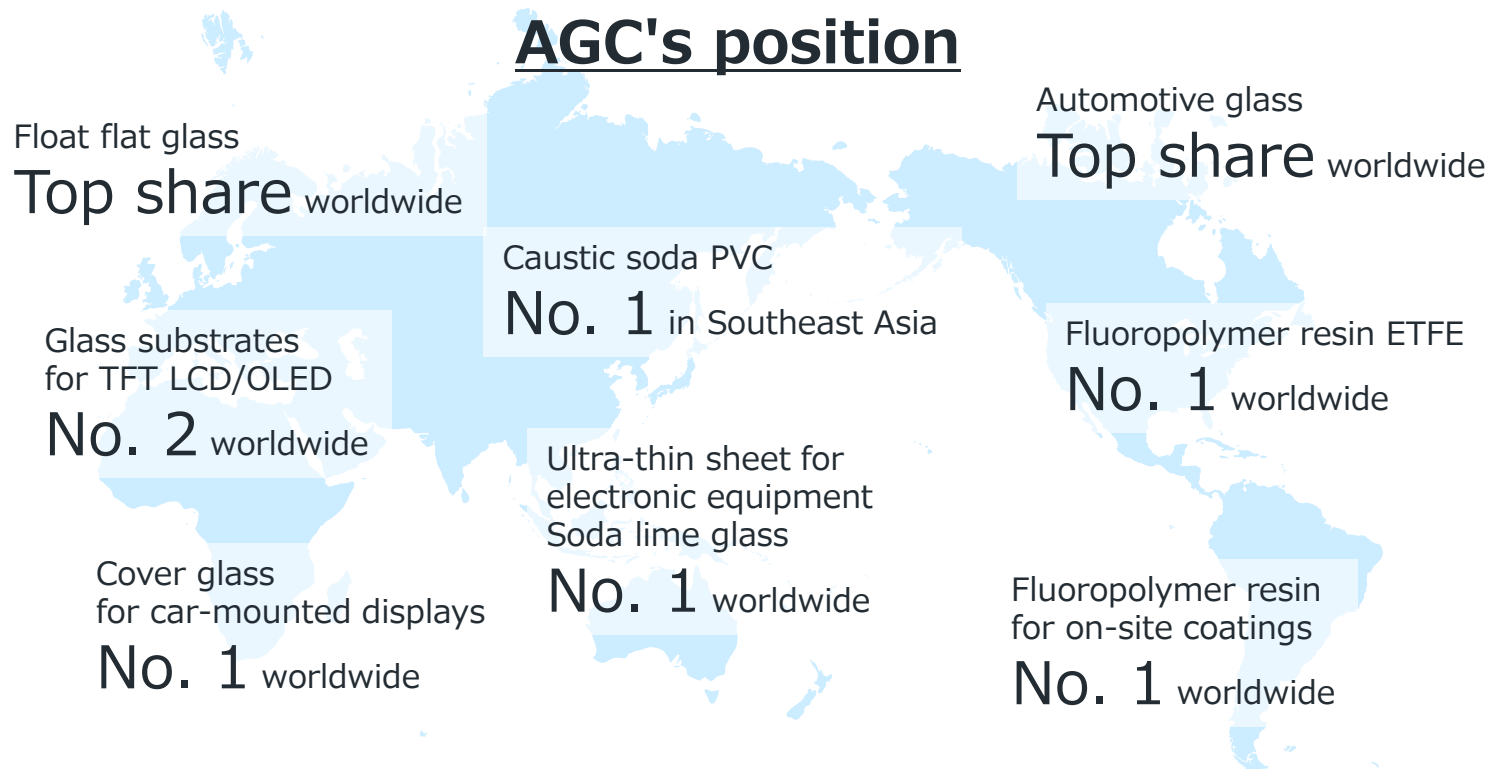 AGC's position
Float flat glass
Top share worldwide
Automotive glass
Top share worldwide
Caustic soda PVC
No. 1 in Southeast Asia
Glass substrates
for TFT LCD/OLED
No. 2 worldwide
Fluoropolymer resin ETFE
No. 1 worldwide
Ultra-thin sheet for
electronic equipment
Soda lime glass
No. 1 worldwide
Cover glass
for car-mounted displays
No. 1 worldwide
Fluoropolymer resin
for on-site coatings
No. 1 worldwide